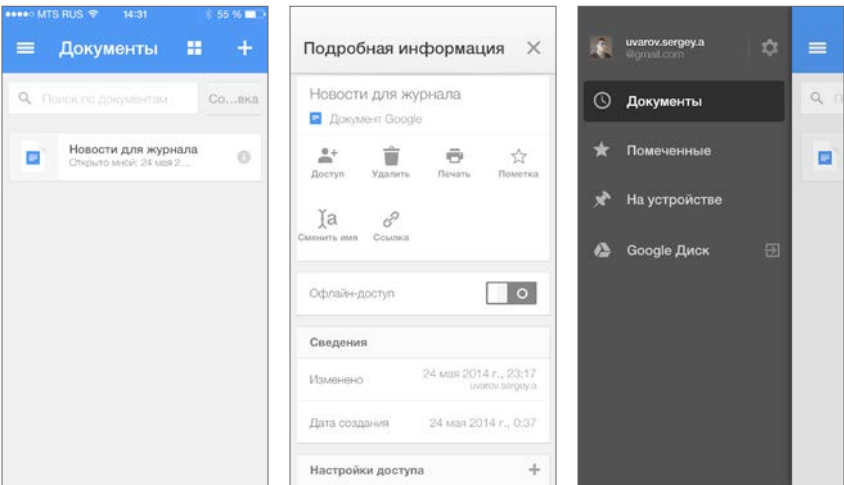 MTS RUS 14:31 55 %
Документы
Поиск по документам
Со...вка
Новости для журнала
Открыто мной: 24 мая 2...
Подробная информация
Новости для журнала
Документ Google
Доступ Удалить Печать Пометка
Сменить имя Ссылка
Офлайн-доступ
Сведения
Изменено 24 мая 2014 г., 23:17
uvarov.sergey.a
Дата создания 24 мая 2014 г., 0:37
Настройки доступа
uvarov.sergey.a
@gmail.com
Документы
Помеченные
На устройстве
Google Диск